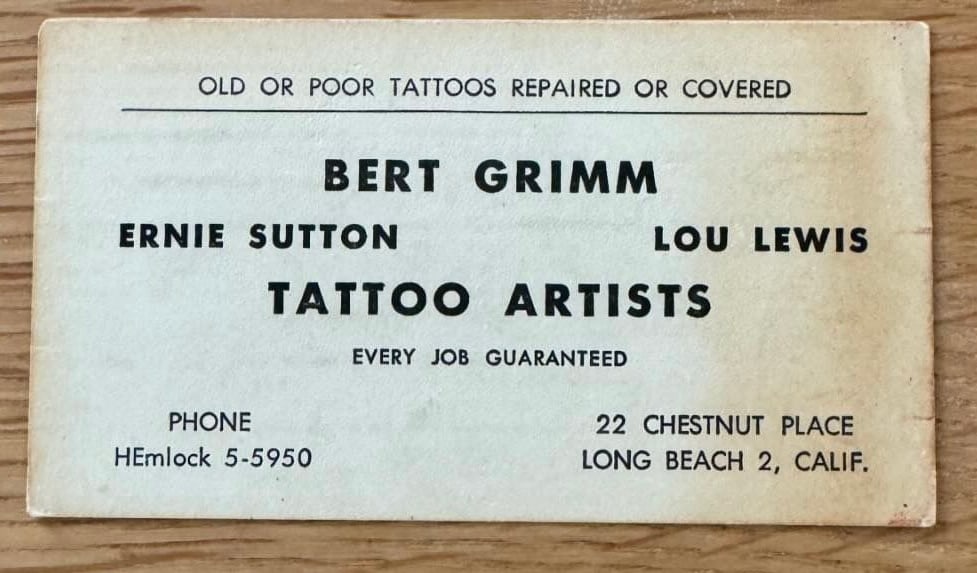 OLD OR POOR TATTOOS REPAIRED OR COVERED
BERT GRIMM
ERNIE SUTTON LOU LEWIS
TATTOO ARTISTS
EVERY JOB GUARANTEED
PHONE
HEmlock 5-5950
22 CHESTNUT PLACE
LONG BEACH 2, CALIF.